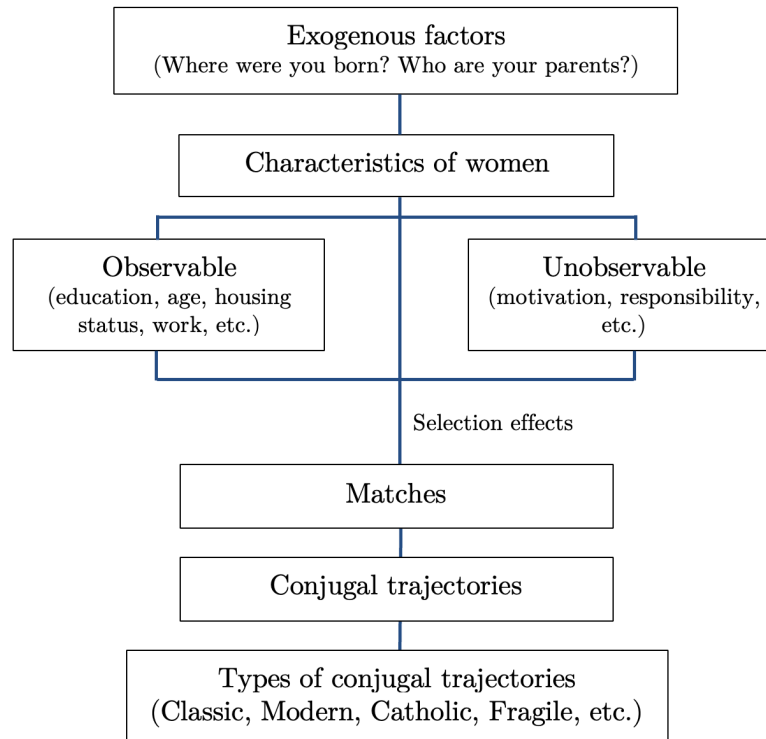 Exogenous factors
(Where were you born? Who are your parents?)
Characteristics of women
Observable
(education, age, housing
status, work, etc.)
Unobservable
(motivation, responsibility,
etc.)
Selection effects
Matches
Conjugal trajectories
Types of conjugal trajectories
(Classic, Modern, Catholic, Fragile, etc.)